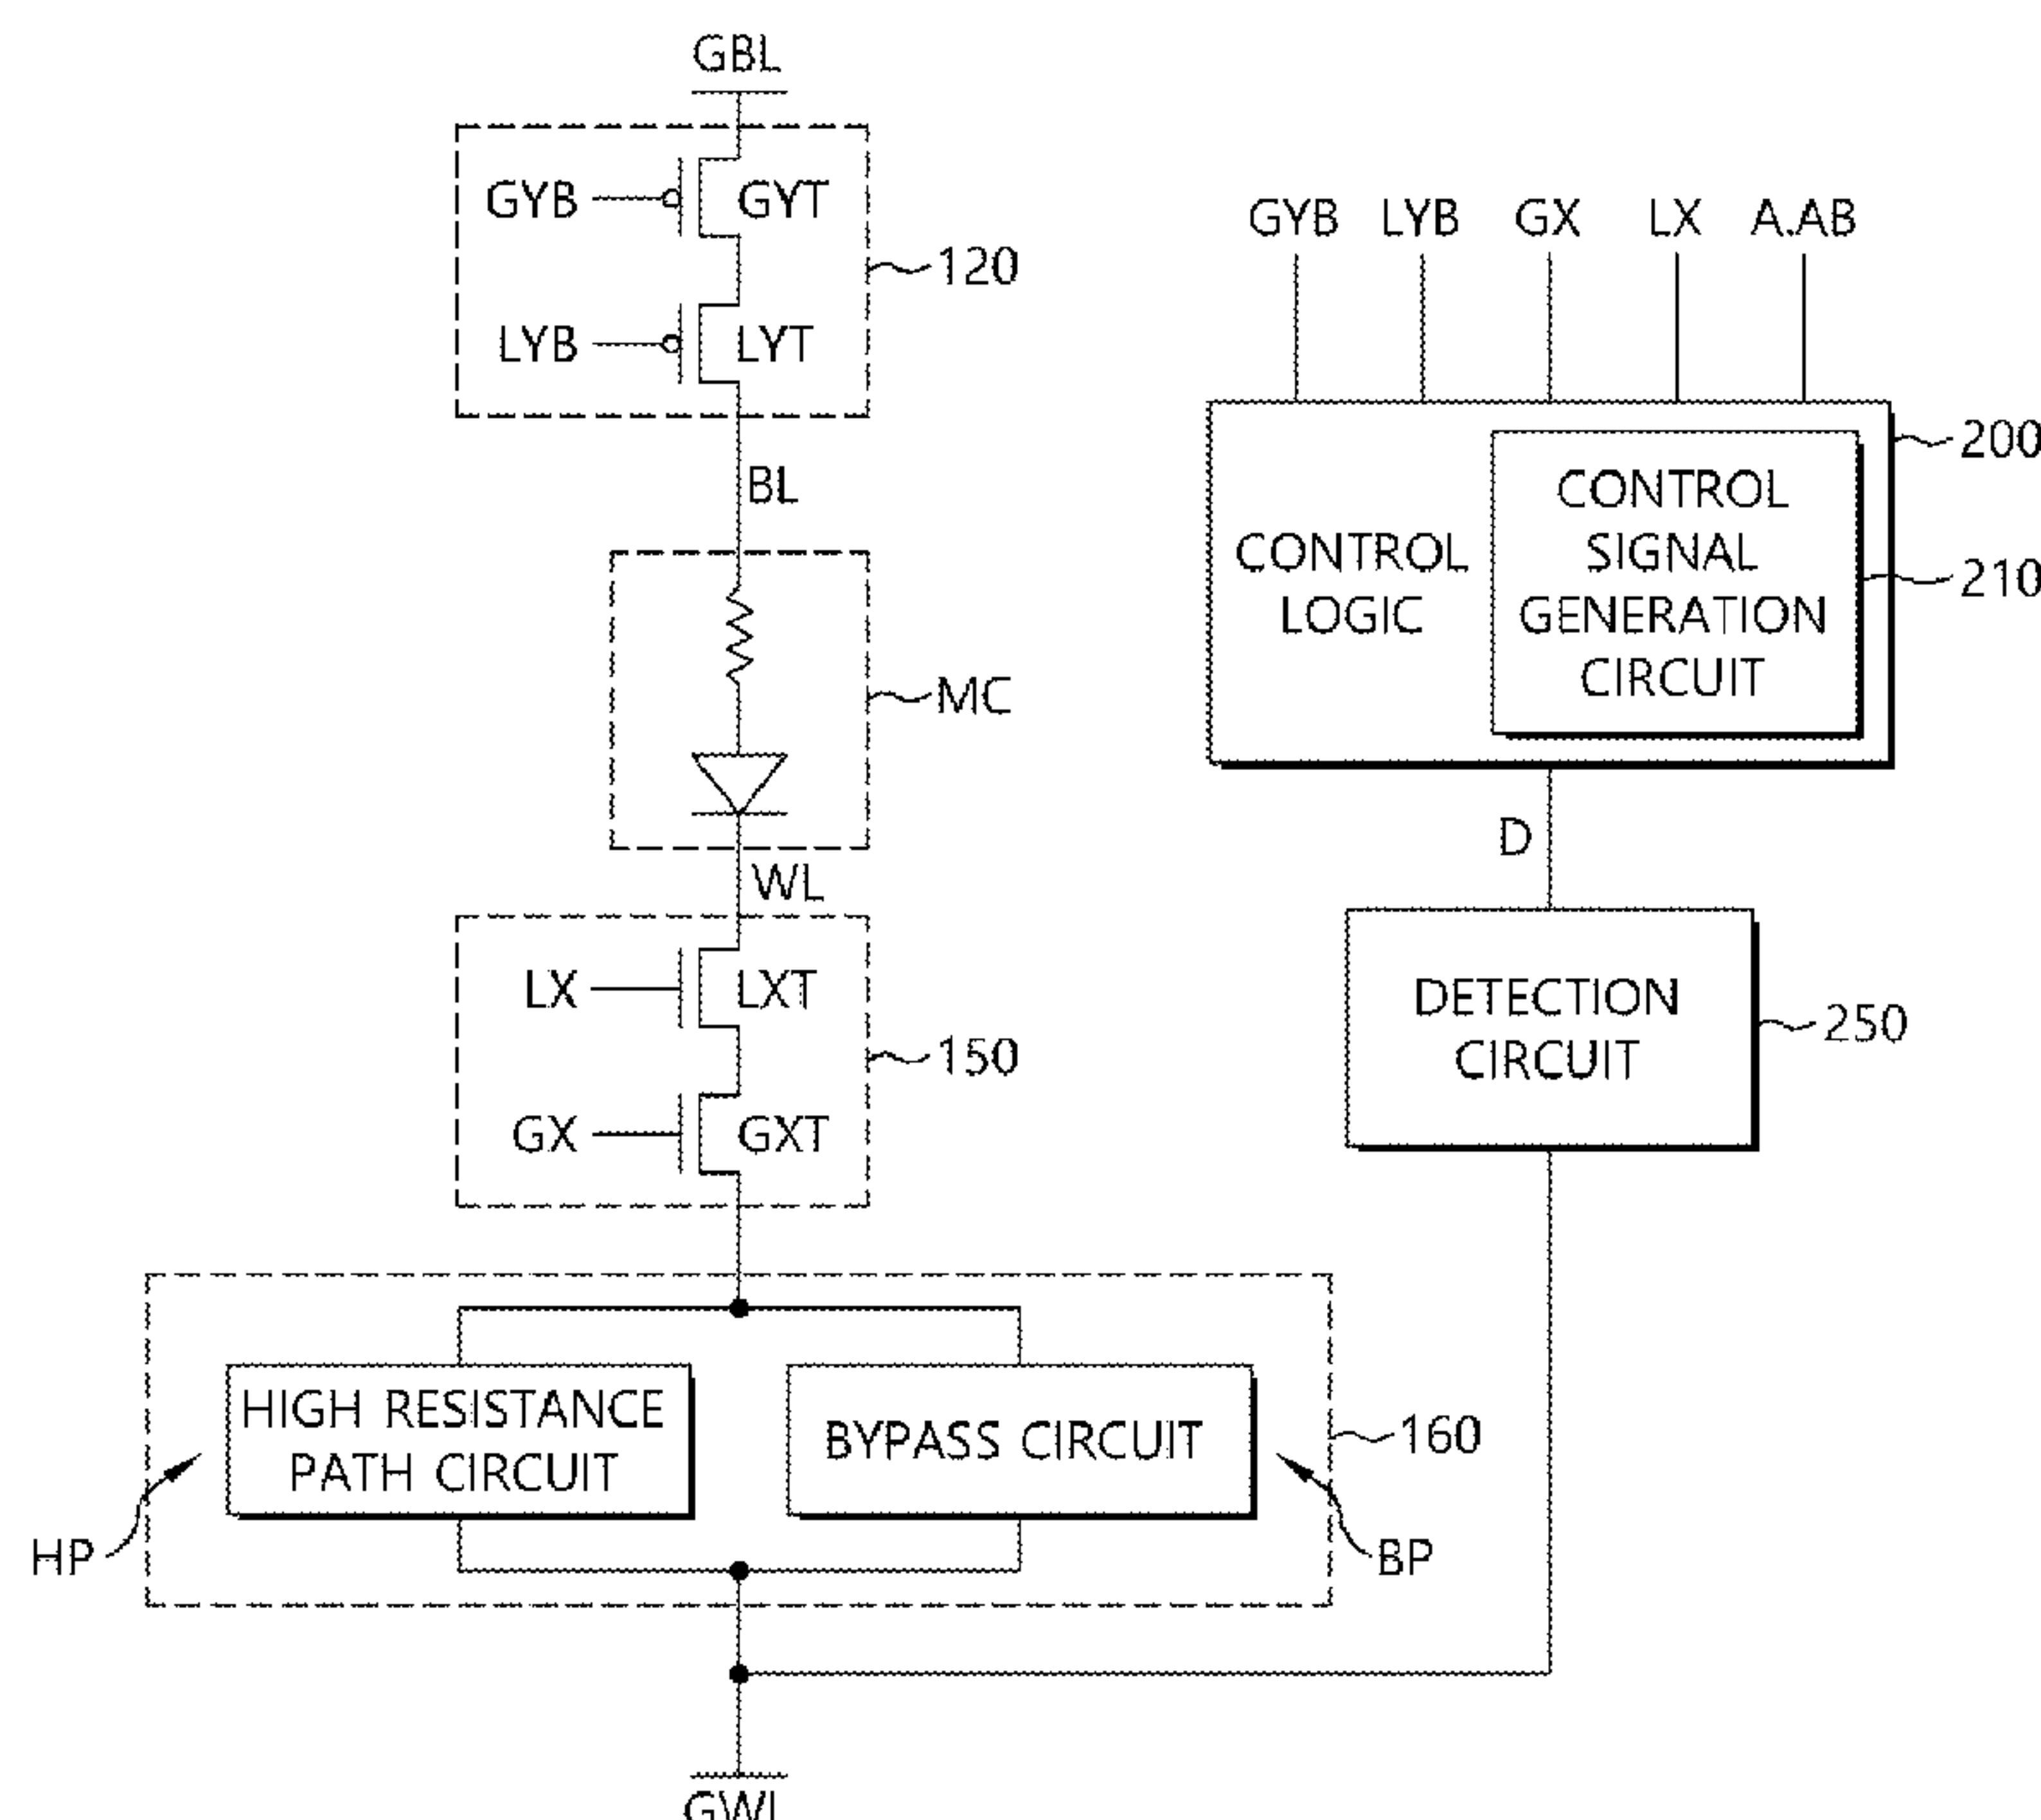 GBL
GYB
GYT
120
LYB
LYT
BL
MC
WL
LX
LXT
150
GX
GXT
HIGH RESISTANCE
PATH CIRCUIT
BYPASS CIRCUIT
160
HP
BP
GWL
GYB
LYB
GX
LX
A.AB
200
CONTROL
LOGIC
CONTROL
SIGNAL
GENERATION
CIRCUIT
210
D
DETECTION
CIRCUIT
250